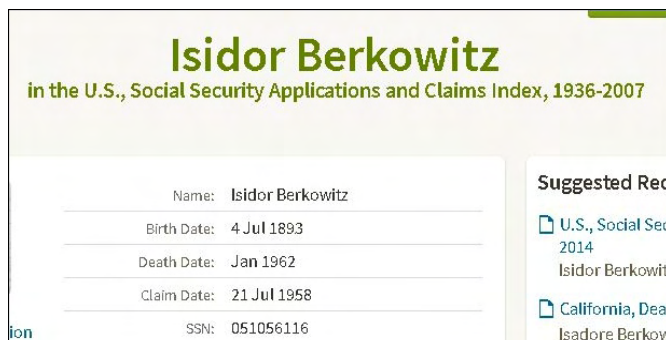 Isidor Berkowitz
in the U.S., Social Security Applications and Claims Index, 1936-2007
Name: Isidor Berkowitz
Birth Date: 4 Jul 1893
Death Date: Jan 1962
Claim Date: 21 Jul 1958
SSN: 051056116
ion
Suggested Rec
U.S., Social Sec
2014
Isidor Berkowit
California, Dea
Isadore Berkow